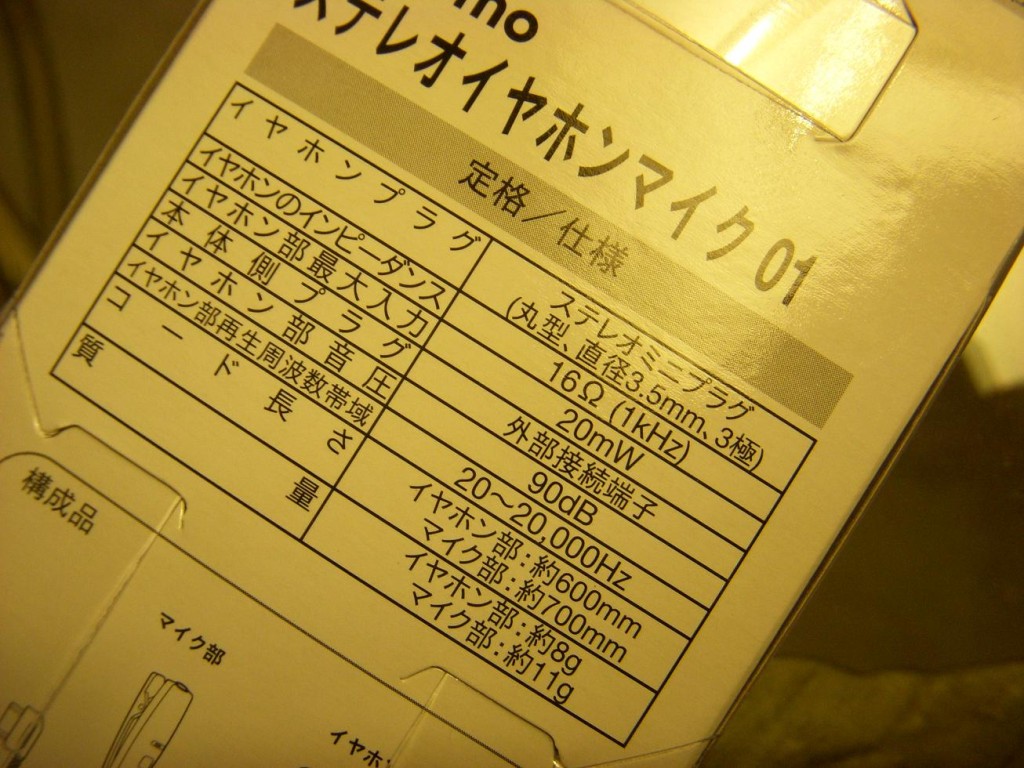 mo
ステレオイヤホンマイク 01
定格／仕様
イヤホンプラグ
ステレオミニプラグ
(丸型、直径3.5mm、3極)
イヤホンのインピーダンス
16Ω (1kHz)
イヤホン部最大入力
20mW
本体側プラグ
外部接続端子
イヤホン部音圧
90dB
イヤホン部再生周波数帯域
20～20,000Hz
コード長さ
イヤホン部：約600mm
マイク部：約700mm
質量
イヤホン部：約8g
マイク部：約11g
構成品
マイク部
イヤホン